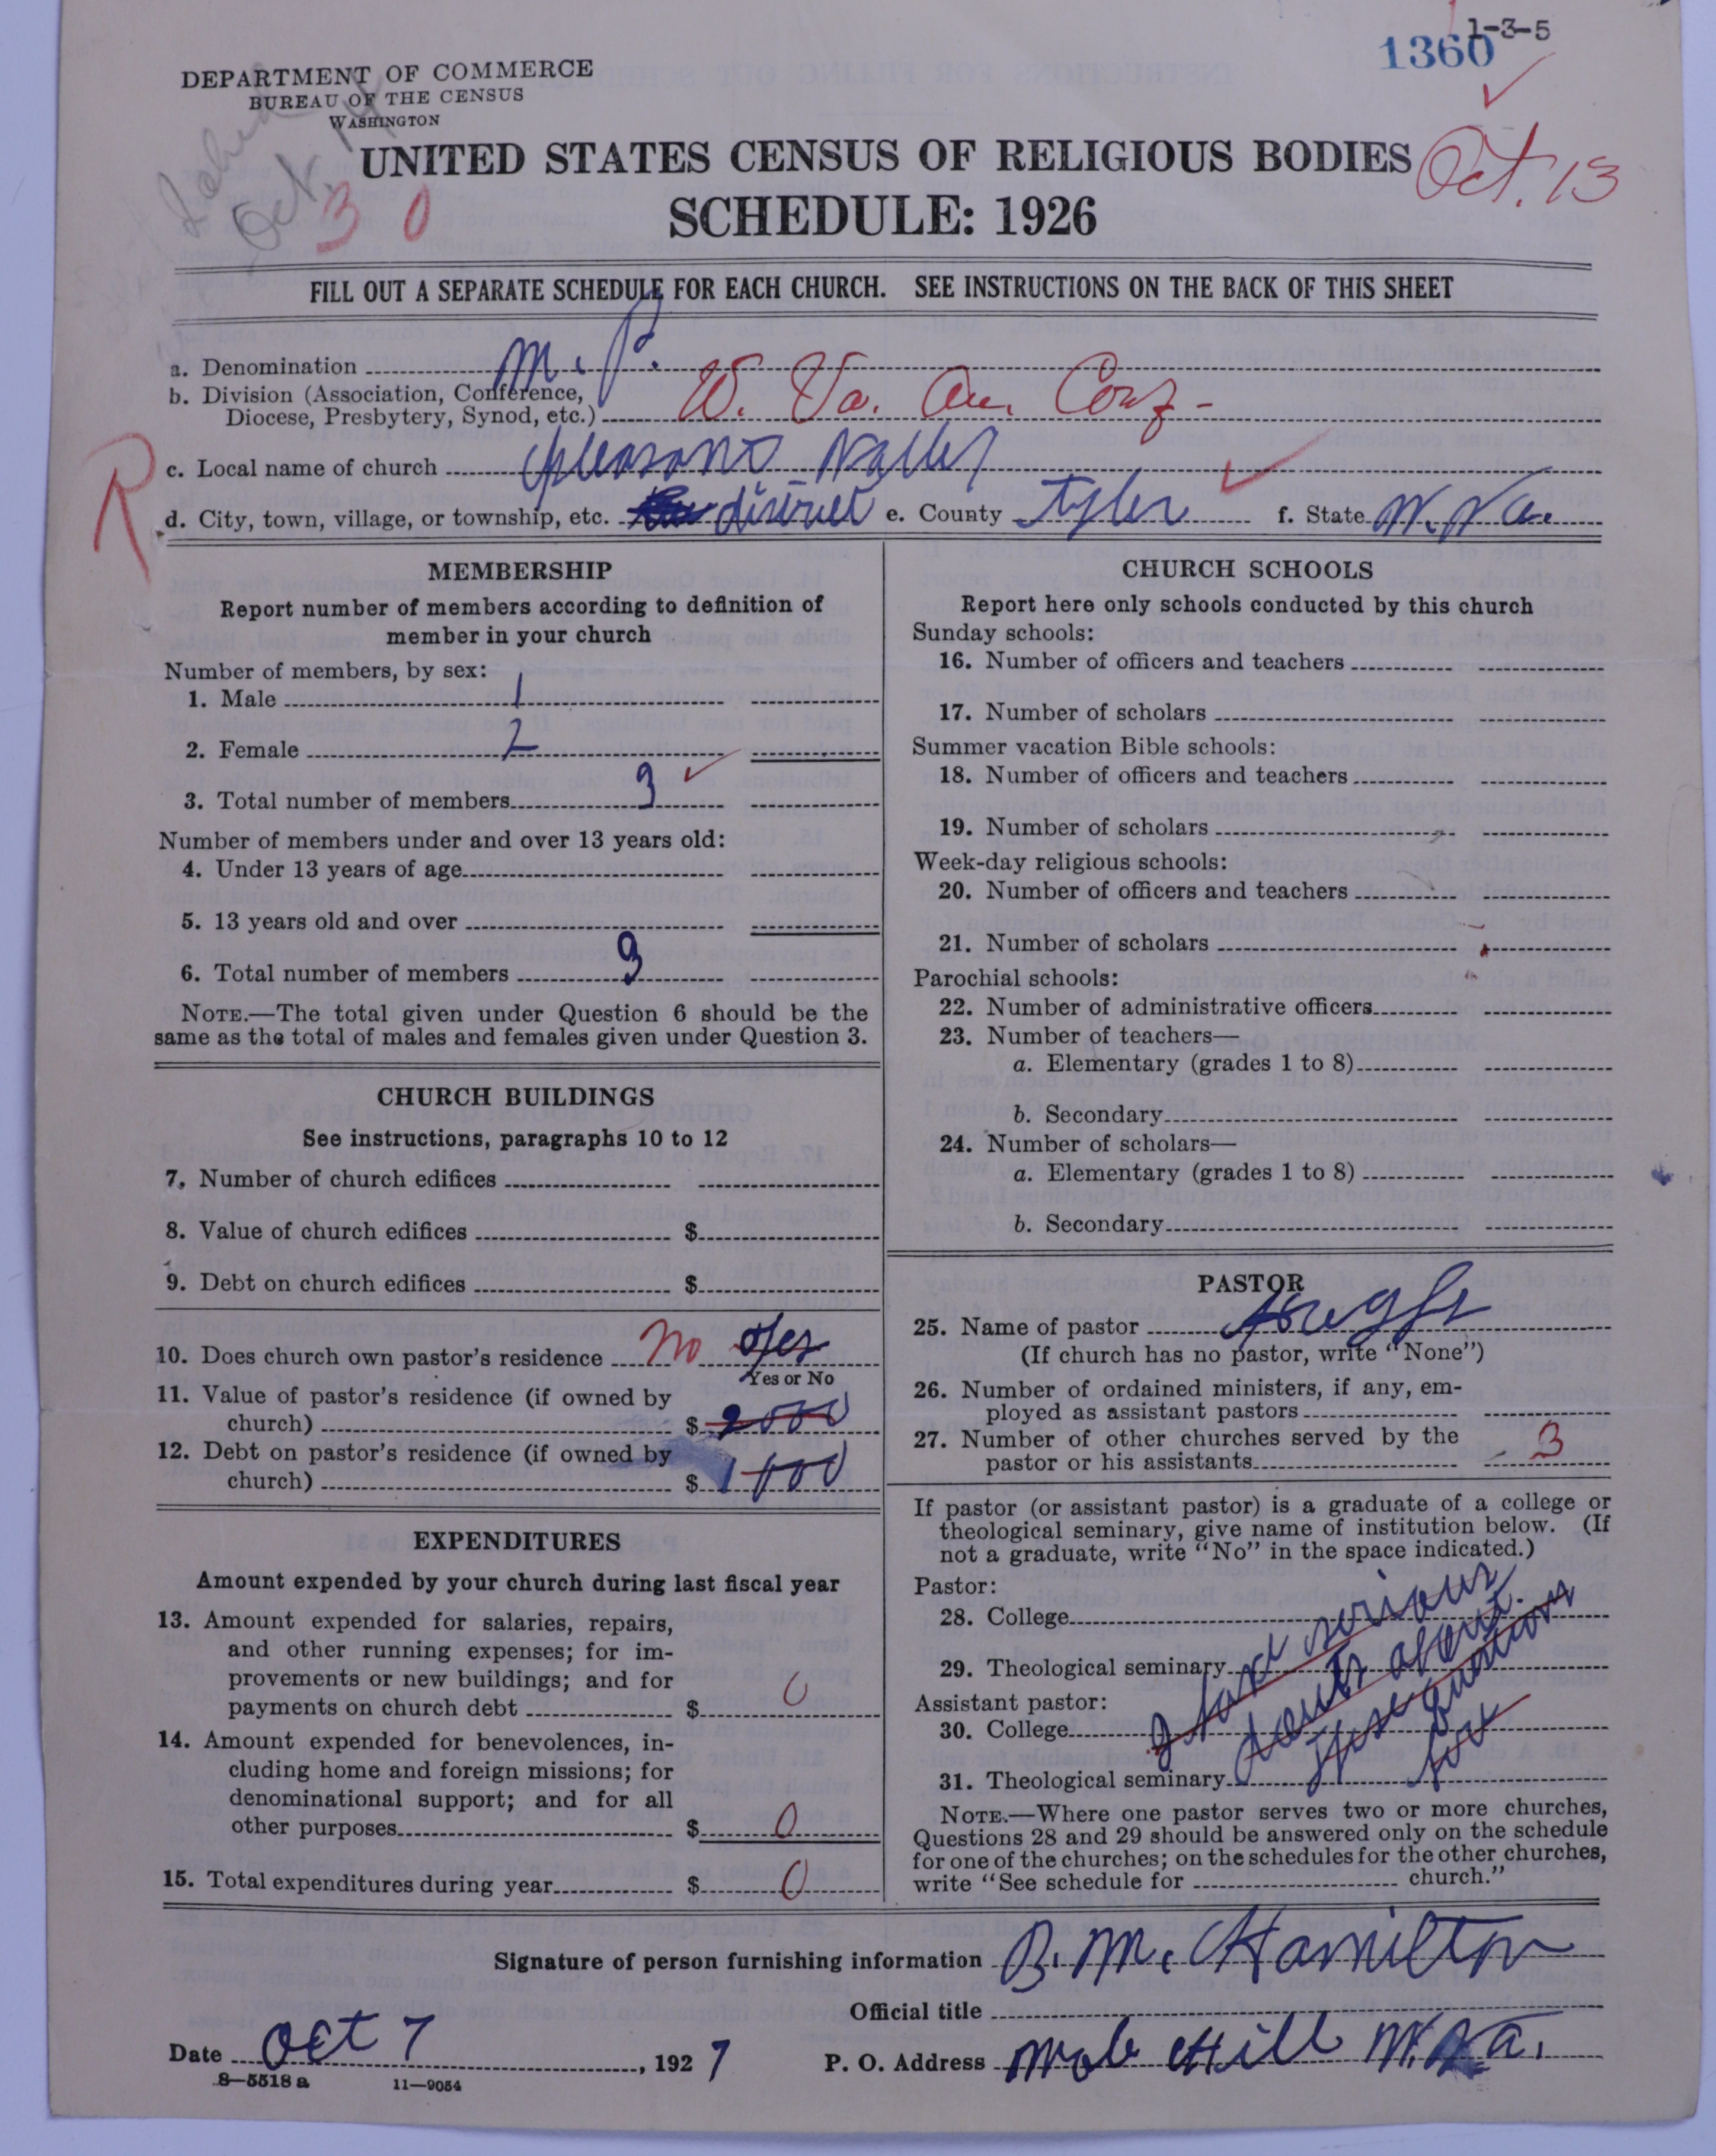 1-3-5
1360
DEPARTMENT OF COMMERCE
BUREAU OF THE CENSUS
WASHINGTON
UNITED STATES CENSUS OF RELIGIOUS BODIES
Oct. 13
Oct. 14
30
SCHEDULE: 1926
FILL OUT A SEPARATE SCHEDULE FOR EACH CHURCH. SEE INSTRUCTIONS ON THE BACK OF THIS SHEET
a. Denomination M. P.
b. Division (Association, Conference,
Diocese, Presbytery, Synod, etc.) W. Va. An. Conf-
R
c. Local name of church Pleasant Valley
d. City, town, village, or township, etc. district e. County Tyler f. State W. Va.
MEMBERSHIP
Report number of members according to definition of
member in your church
Number of members, by sex:
1. Male 1
2. Female 2
3. Total number of members 3
Number of members under and over 13 years old:
4. Under 13 years of age
5. 13 years old and over
6. Total number of members 3
NOTE.—The total given under Question 6 should be the
same as the total of males and females given under Question 3.
CHURCH BUILDINGS
See instructions, paragraphs 10 to 12
7. Number of church edifices
8. Value of church edifices $
9. Debt on church edifices $
10. Does church own pastor's residence No Yes
Yes or No
11. Value of pastor's residence (if owned by
church) $ 2000
12. Debt on pastor's residence (if owned by
church) $ 1400
EXPENDITURES
Amount expended by your church during last fiscal year
13. Amount expended for salaries, repairs,
and other running expenses; for im-
provements or new buildings; and for
payments on church debt $ 0
14. Amount expended for benevolences, in-
cluding home and foreign missions; for
denominational support; and for all
other purposes $ 0
15. Total expenditures during year $ 0
CHURCH SCHOOLS
Report here only schools conducted by this church
Sunday schools:
16. Number of officers and teachers
17. Number of scholars
Summer vacation Bible schools:
18. Number of officers and teachers
19. Number of scholars
Week-day religious schools:
20. Number of officers and teachers
21. Number of scholars
Parochial schools:
22. Number of administrative officers
23. Number of teachers—
a. Elementary (grades 1 to 8)
b. Secondary
24. Number of scholars—
a. Elementary (grades 1 to 8)
b. Secondary
PASTOR
25. Name of pastor
(If church has no pastor, write "None")
26. Number of ordained ministers, if any, em-
ployed as assistant pastors
27. Number of other churches served by the
pastor or his assistants 3
If pastor (or assistant pastor) is a graduate of a college or
theological seminary, give name of institution below. (If
not a graduate, write "No" in the space indicated.)
Pastor:
28. College
29. Theological seminary
Assistant pastor:
30. College
31. Theological seminary
I have serious
doubts about
these questions
NOTE.—Where one pastor serves two or more churches,
Questions 28 and 29 should be answered only on the schedule
for one of the churches; on the schedules for the other churches,
write "See schedule for church."
Signature of person furnishing information B. M. Hamilton
Official title
Date Oct 7, 1927 P. O. Address Hill W. Va.
8—5518 a 11—9054